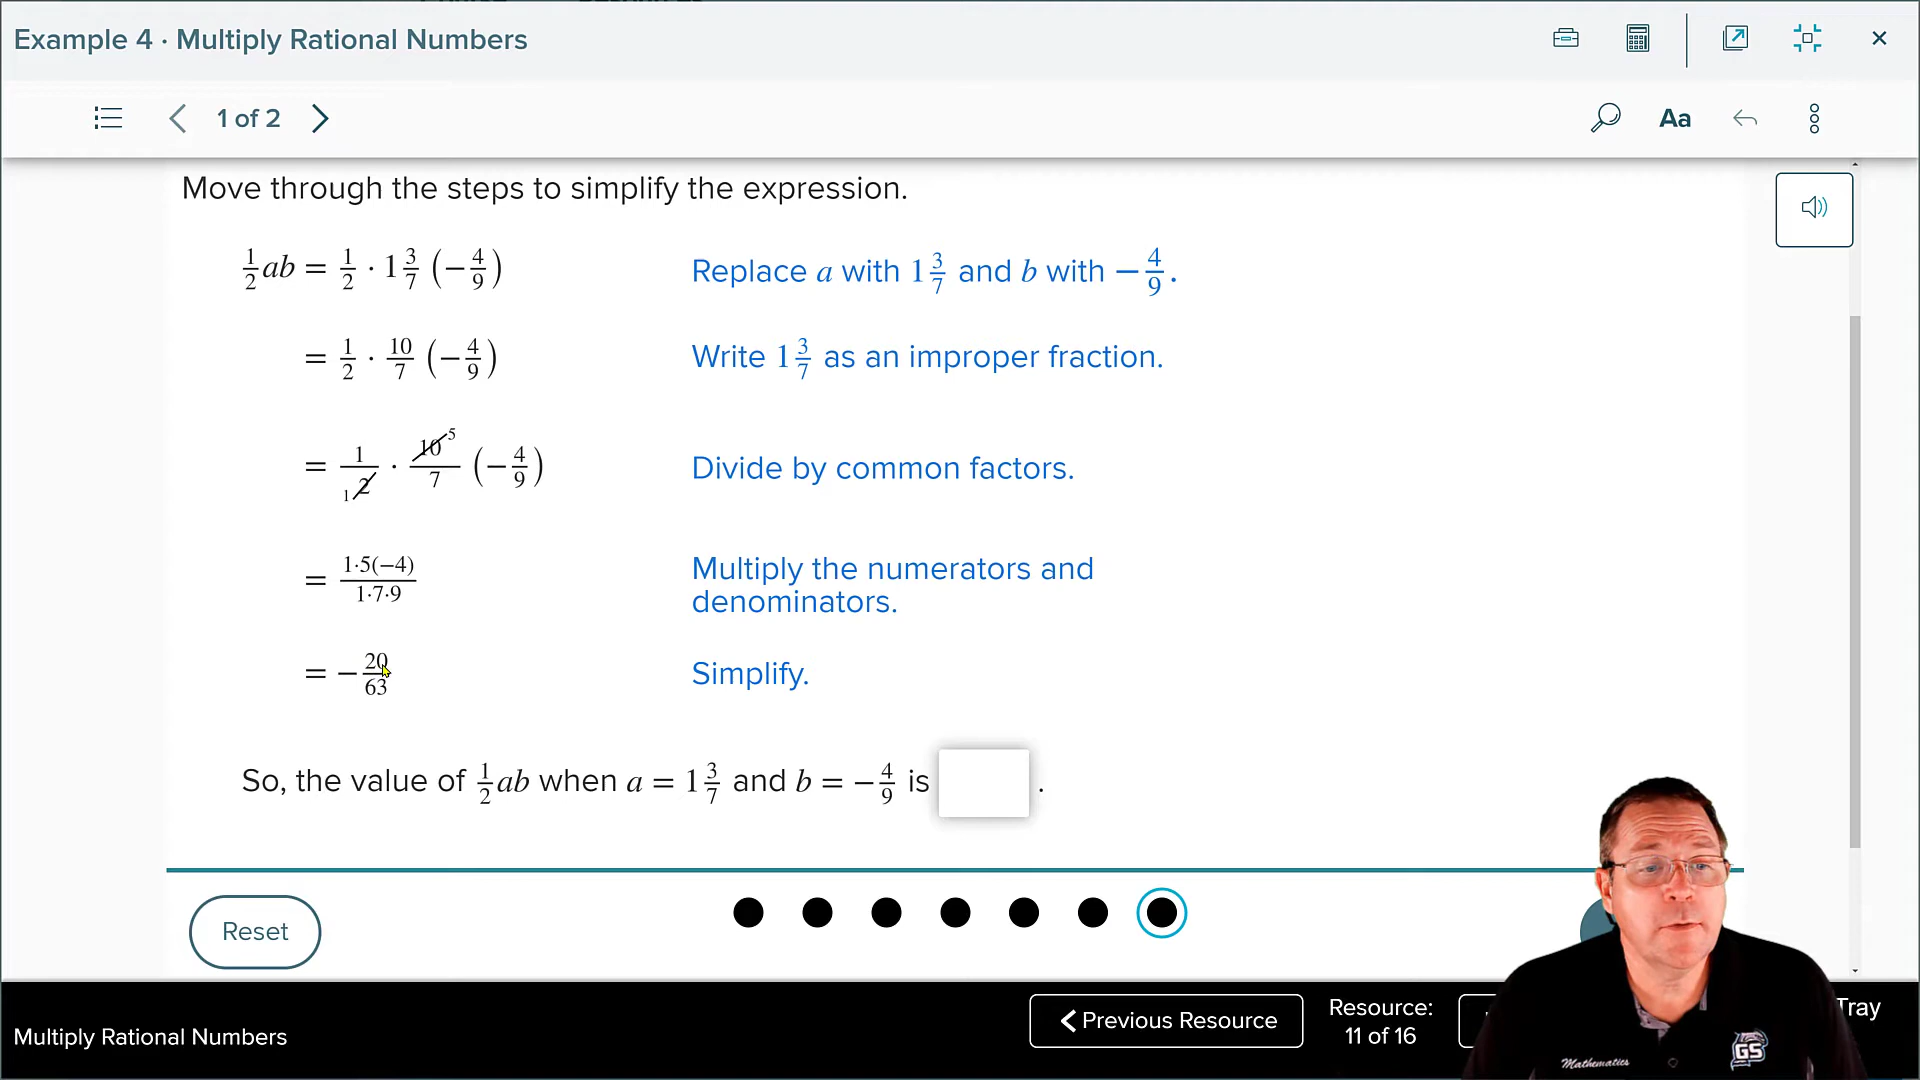 Example 4 · Multiply Rational Numbers
1 of 2
Aa
Move through the steps to simplify the expression.
1/2 ab = 1/2 · 1 3/7 (−4/9) Replace a with 1 3/7 and b with −4/9.
= 1/2 · 10/7 (−4/9) Write 1 3/7 as an improper fraction.
= 1/2 1 · 10 5/7 (−4/9) Divide by common factors.
= 1·5(−4)/1·7·9 Multiply the numerators and
denominators.
= −20/63 Simplify.
So, the value of 1/2 ab when a = 1 3/7 and b = −4/9 is .
Reset
Multiply Rational Numbers
Previous Resource
Resource:
11 of 16
Tray
Mathematics
GS